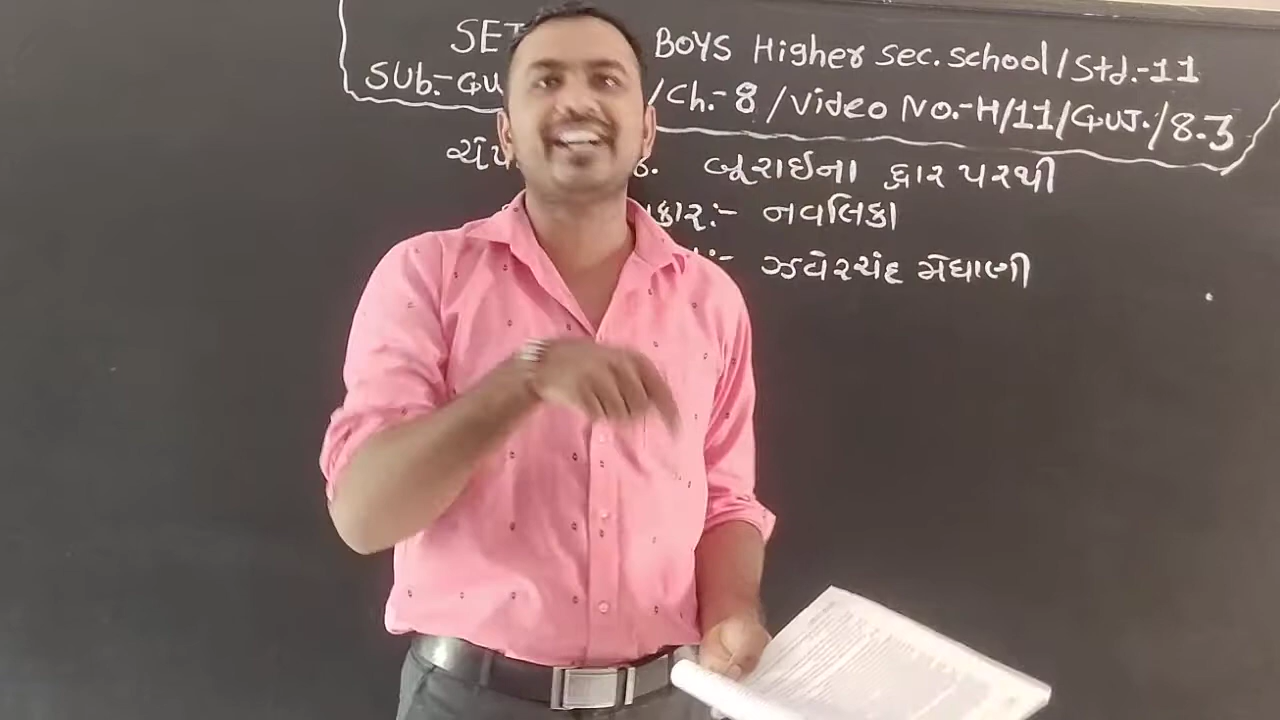 SET BOYS Higher sec. school / Std.-11
SUb.- GU / Ch.- 8 / Video No.-H/11/GUJ./8.3
૪. બૂરાઈના દ્વાર પરથી
કાર:- નવલિકા
ઝવેરચંદ મેઘાણી